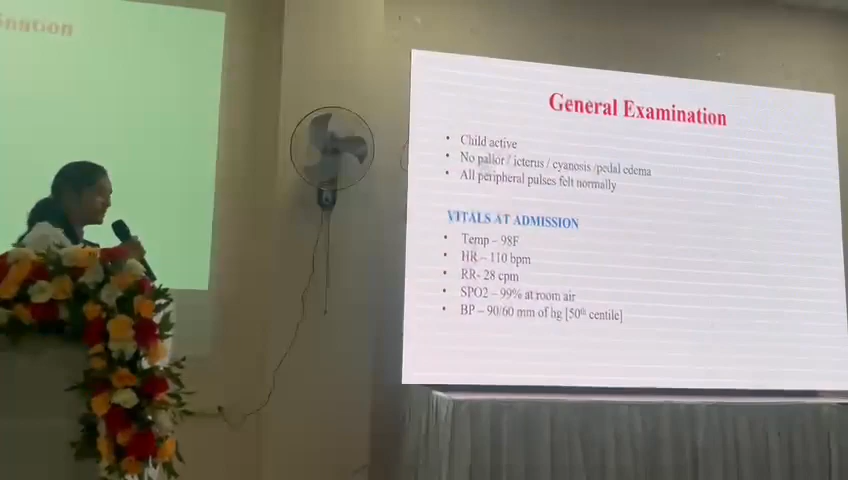 General Examination
• Child active
• No pallor / icterus / cyanosis /pedal edema
• All peripheral pulses felt normally
VITALS AT ADMISSION
• Temp – 98F
• HR – 110 bpm
• RR- 28 cpm
• SPO2 – 99% at room air
• BP – 90/60 mm of hg [50th centile]